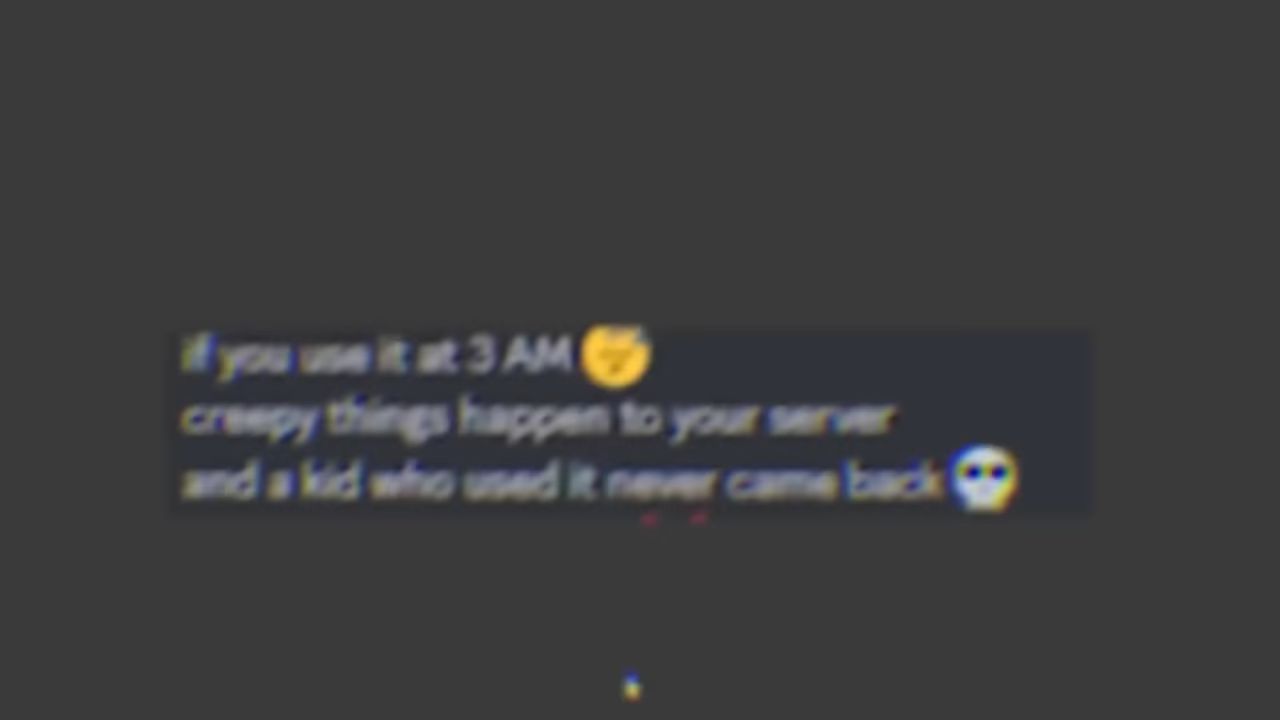 if you use it at 3 AM 😴
creepy things happen to your server
and a kid who used it never came back 💀